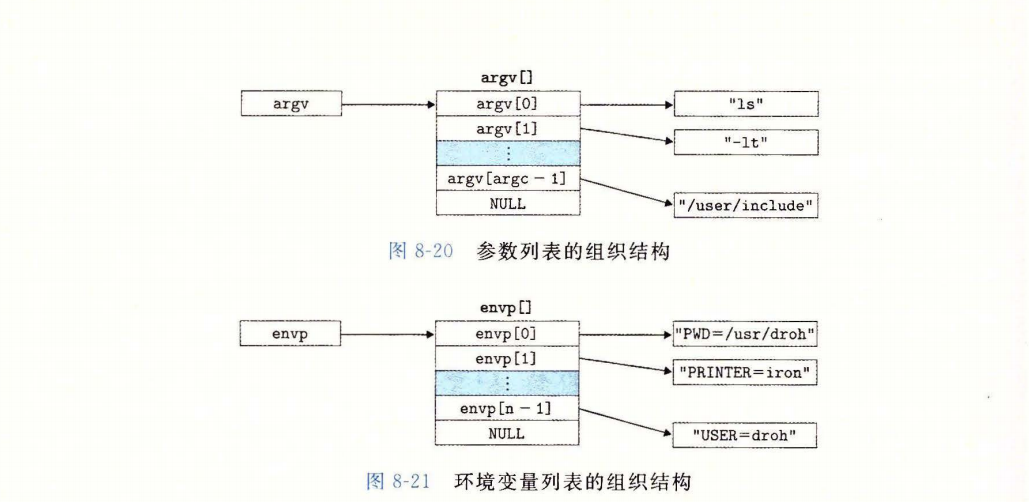 argv[]
argv
argv[0]
"ls"
argv[1]
"-lt"
⋮
argv[argc - 1]
NULL
"/user/include"
图 8-20 参数列表的组织结构
envp[]
envp
envp[0]
"PWD=/usr/droh"
envp[1]
"PRINTER=iron"
⋮
envp[n - 1]
NULL
"USER=droh"
图 8-21 环境变量列表的组织结构